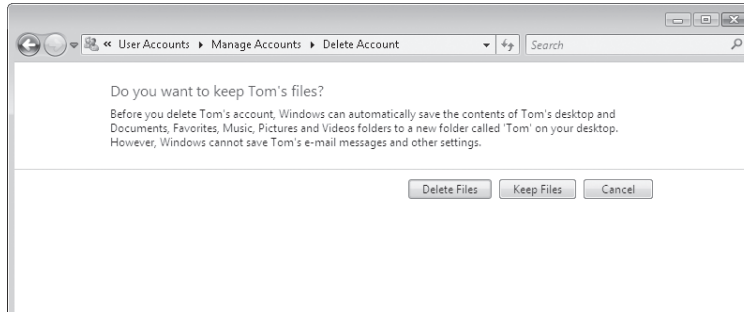 « User Accounts ▸ Manage Accounts ▸ Delete Account
Search
Do you want to keep Tom's files?
Before you delete Tom's account, Windows can automatically save the contents of Tom's desktop and
Documents, Favorites, Music, Pictures and Videos folders to a new folder called 'Tom' on your desktop.
However, Windows cannot save Tom's e-mail messages and other settings.
Delete Files
Keep Files
Cancel